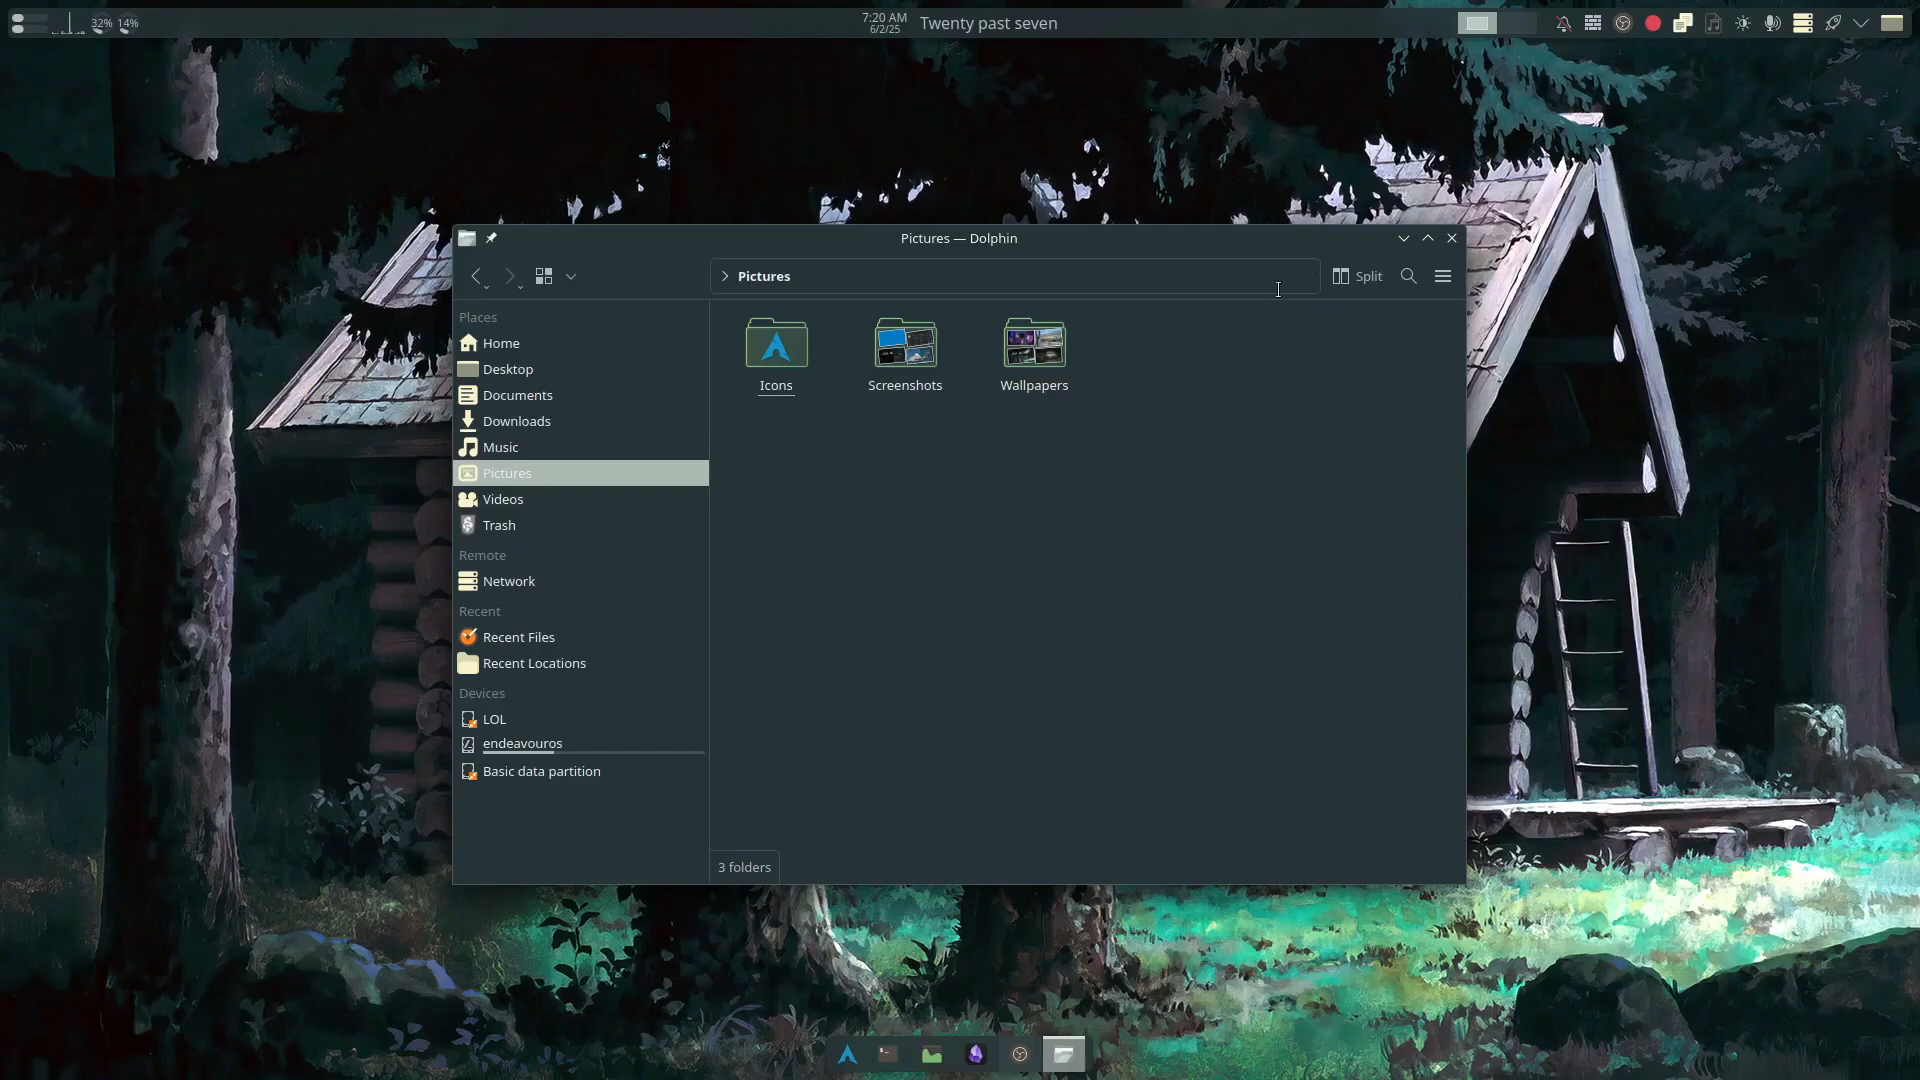 32% 14%
7:20 AM
6/2/25
Twenty past seven
Pictures — Dolphin
Pictures
Split
Places
Home
Desktop
Documents
Downloads
Music
Pictures
Videos
Trash
Remote
Network
Recent
Recent Files
Recent Locations
Devices
LOL
endeavouros
Basic data partition
Icons
Screenshots
Wallpapers
3 folders